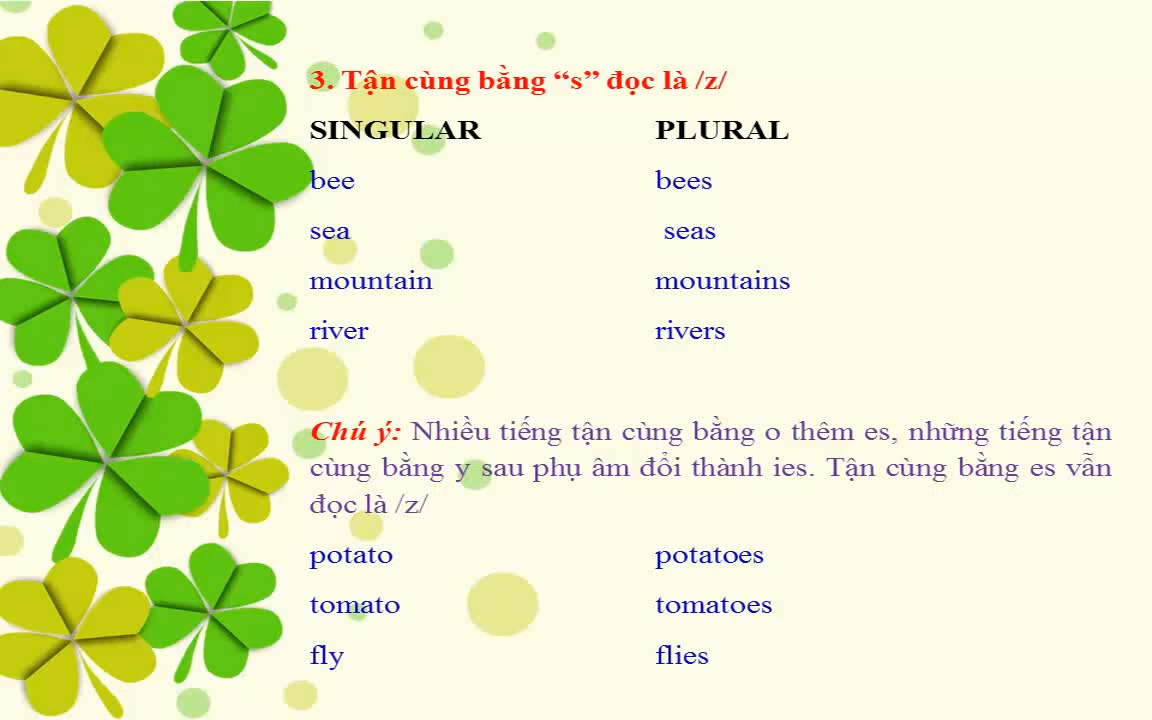 3. Tận cùng bằng “s” đọc là /z/
SINGULAR PLURAL
bee bees
sea seas
mountain mountains
river rivers
Chú ý: Nhiều tiếng tận cùng bằng o thêm es, những tiếng tận
cùng bằng y sau phụ âm đổi thành ies. Tận cùng bằng es vẫn
đọc là /z/
potato potatoes
tomato tomatoes
fly flies